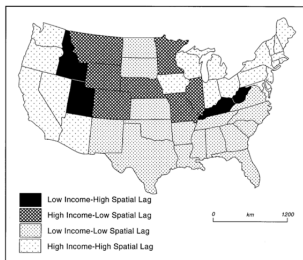 Low Income-High Spatial Lag
High Income-Low Spatial Lag
Low Income-Low Spatial Lag
High Income-High Spatial Lag
0 km 1200